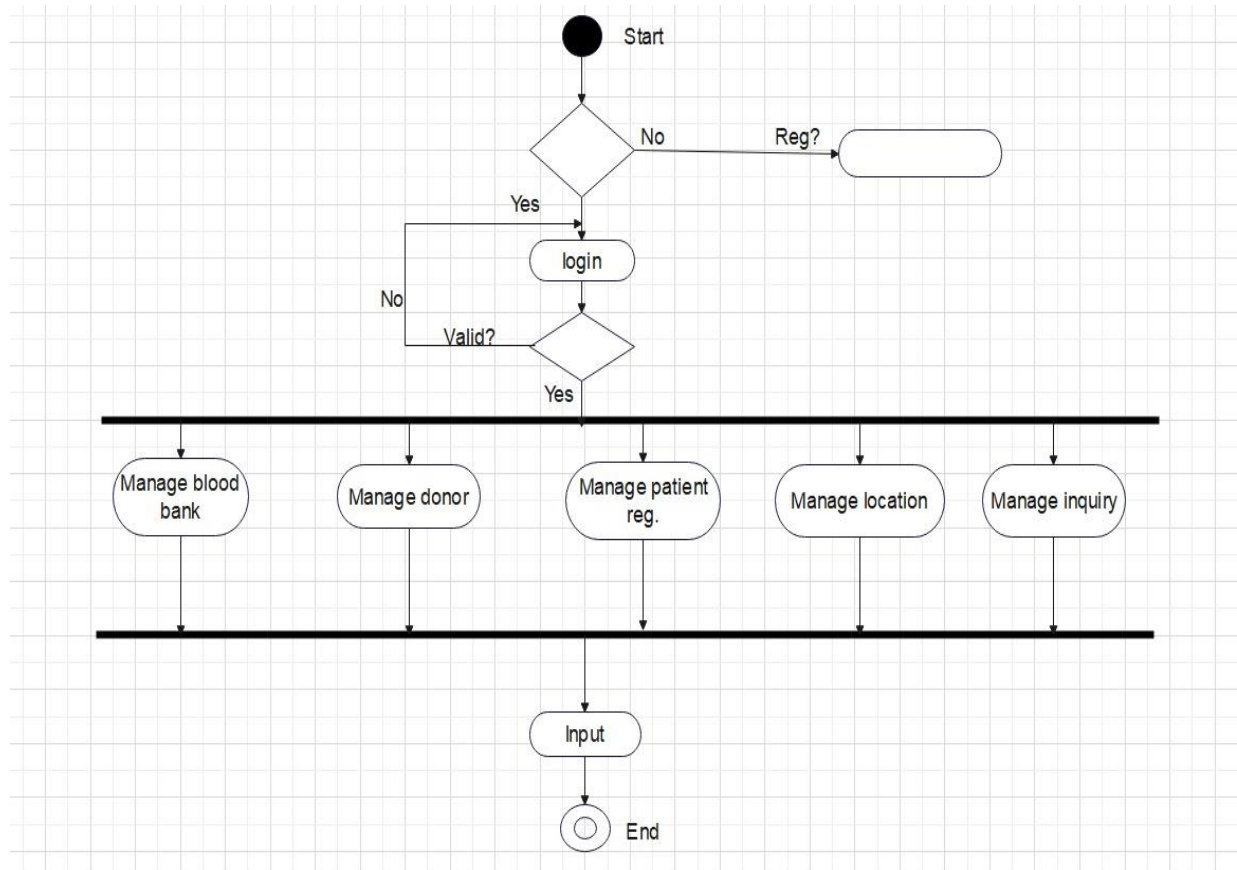 Start
No
Reg?
Yes
login
No
Valid?
Yes
Manage blood
bank
Manage donor
Manage patient
reg.
Manage location
Manage inquiry
Input
End